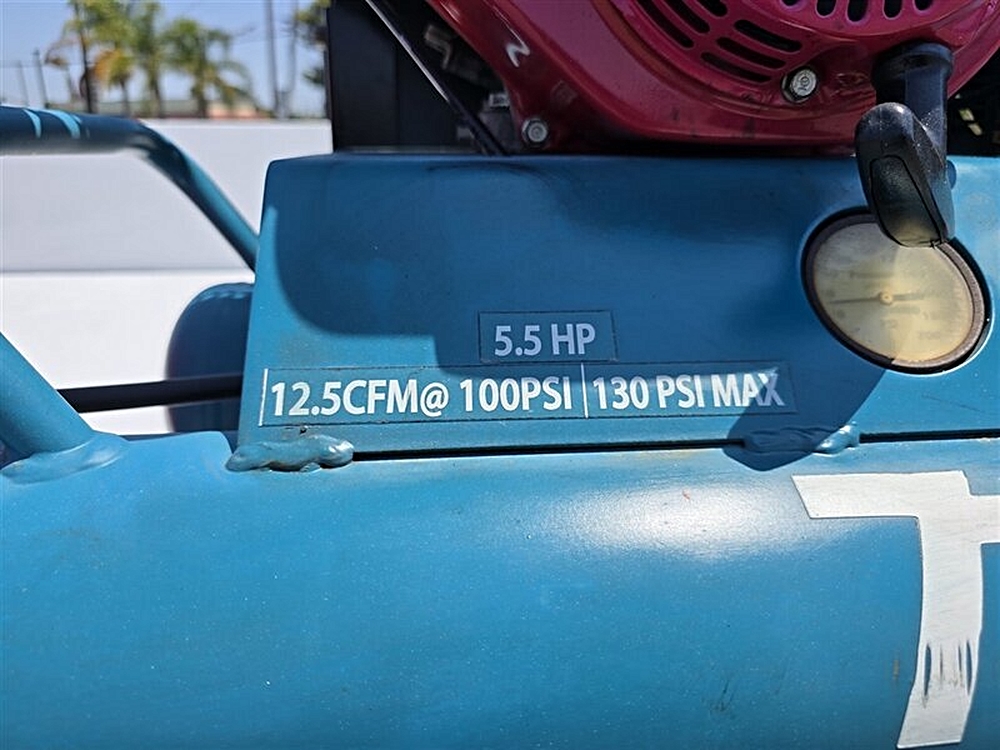 5.5 HP
12.5CFM@ 100PSI 130 PSI MAX
T